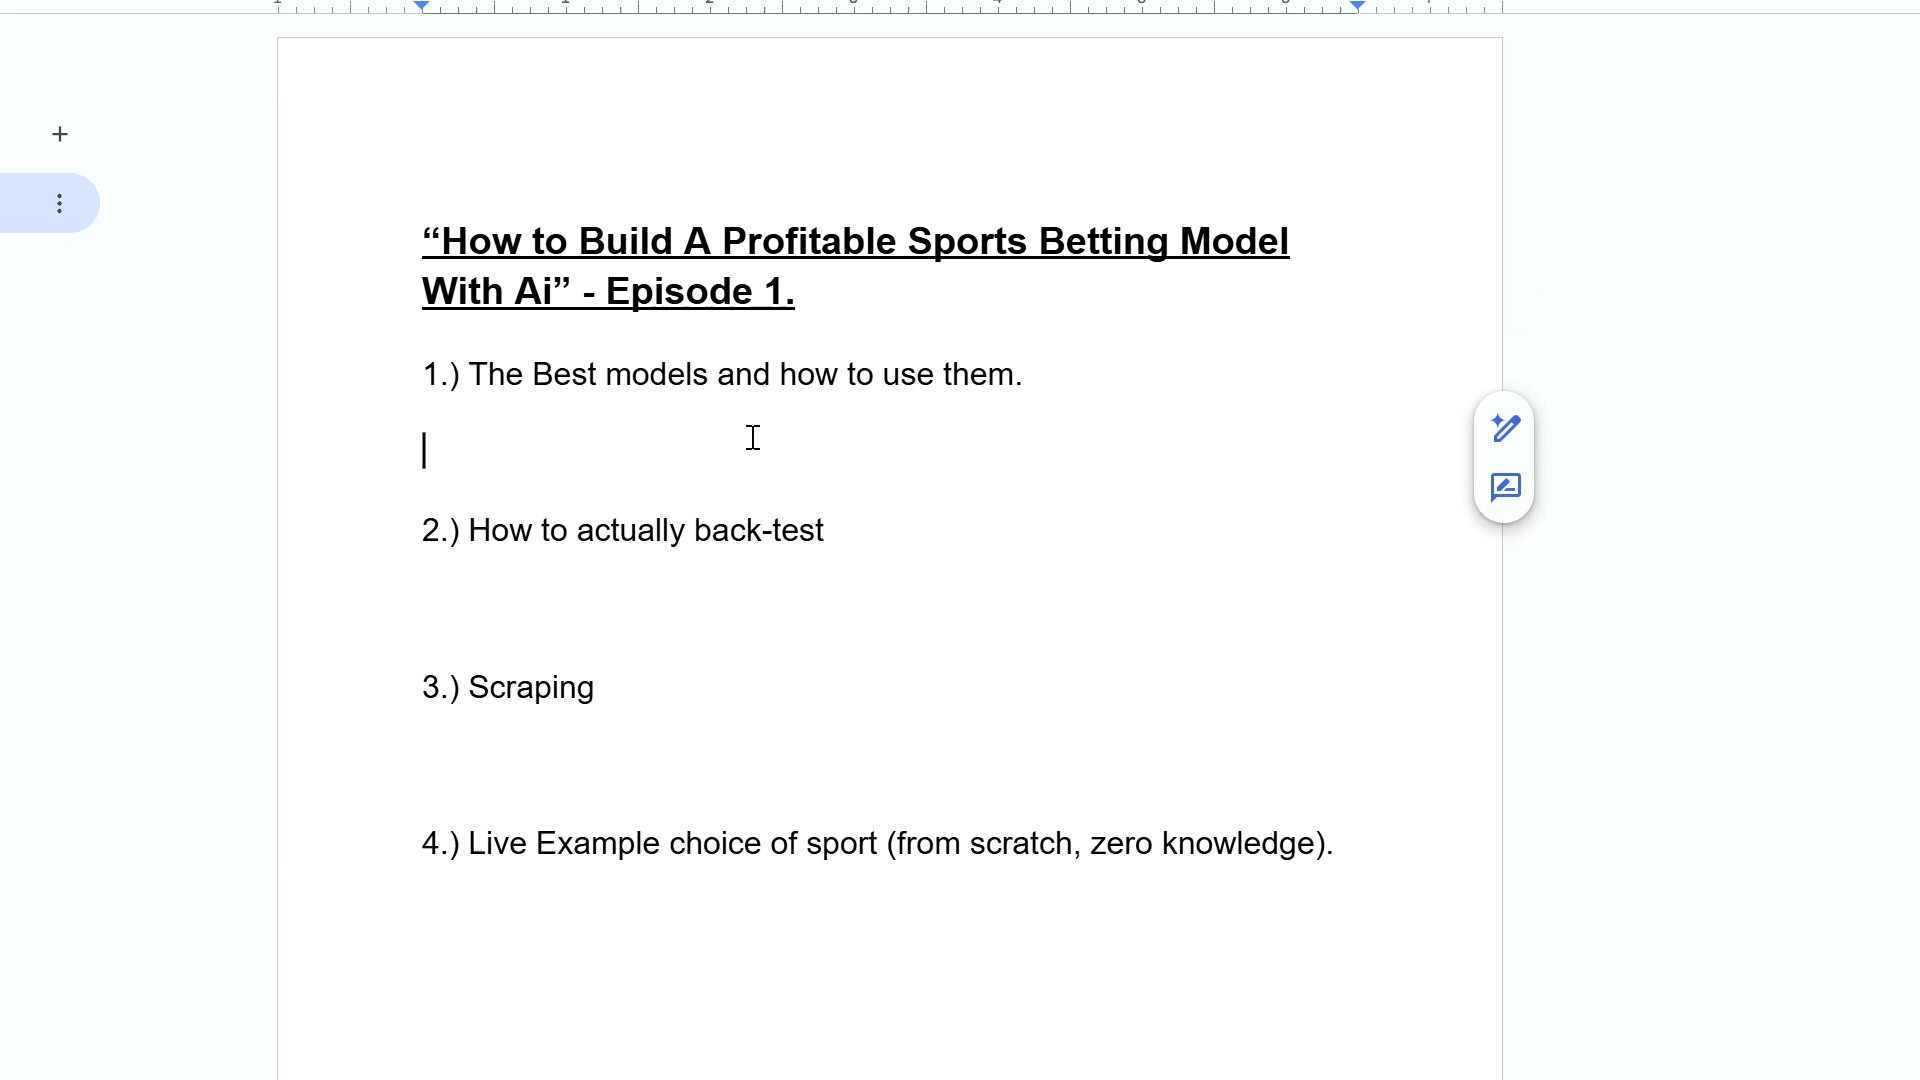 “How to Build A Profitable Sports Betting Model
With Ai” - Episode 1.
1.) The Best models and how to use them.
2.) How to actually back-test
3.) Scraping
4.) Live Example choice of sport (from scratch, zero knowledge).